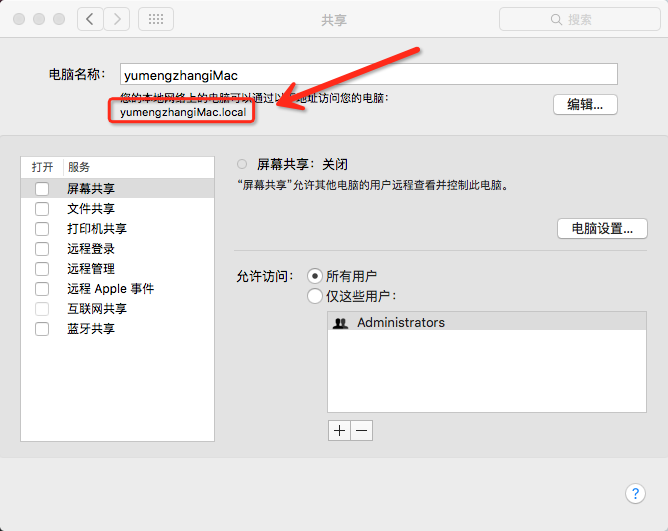 共享
搜索
电脑名称：
yumengzhangiMac
您的本地网络上的电脑可以通过以 地址访问您的电脑：
yumengzhangiMac.local
编辑...
打开 服务
屏幕共享
文件共享
打印机共享
远程登录
远程管理
远程 Apple 事件
互联网共享
蓝牙共享
屏幕共享：关闭
“屏幕共享”允许其他电脑的用户远程查看并控制此电脑。
电脑设置...
允许访问：
所有用户
仅这些用户：
Administrators
?